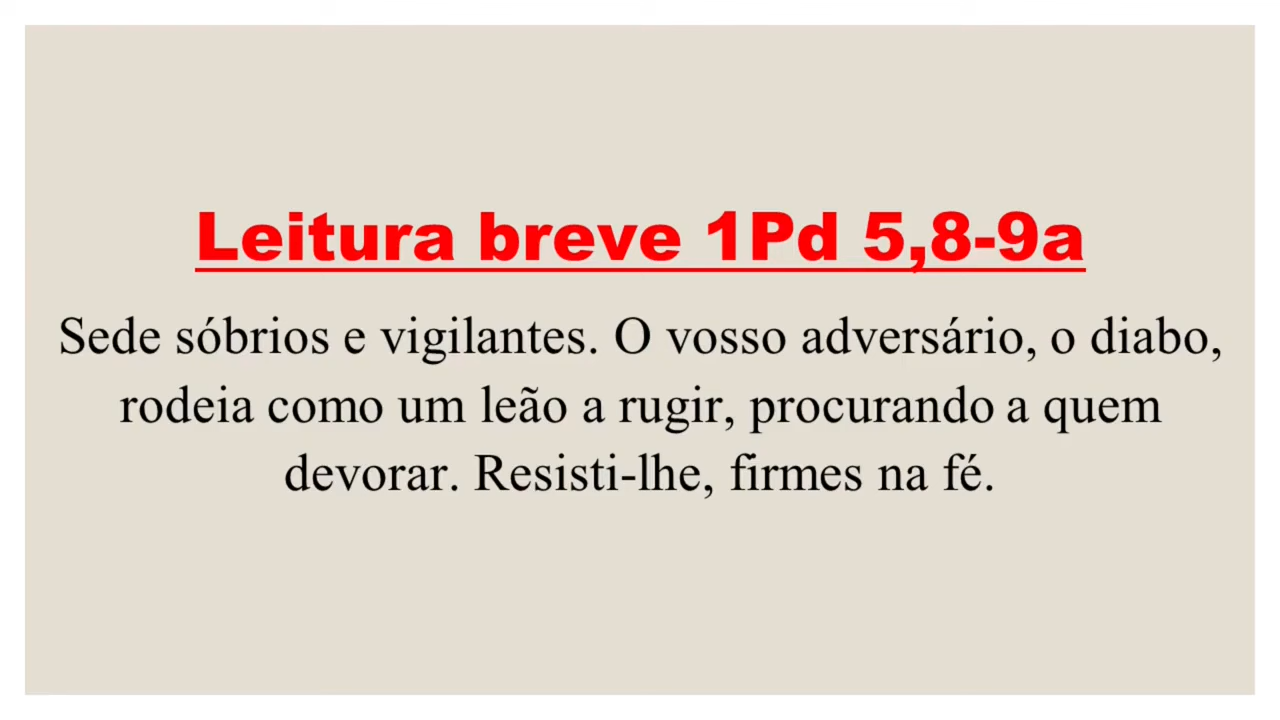 Leitura breve 1Pd 5,8-9a
Sede sóbrios e vigilantes. O vosso adversário, o diabo,
rodeia como um leão a rugir, procurando a quem
devorar. Resisti-lhe, firmes na fé.